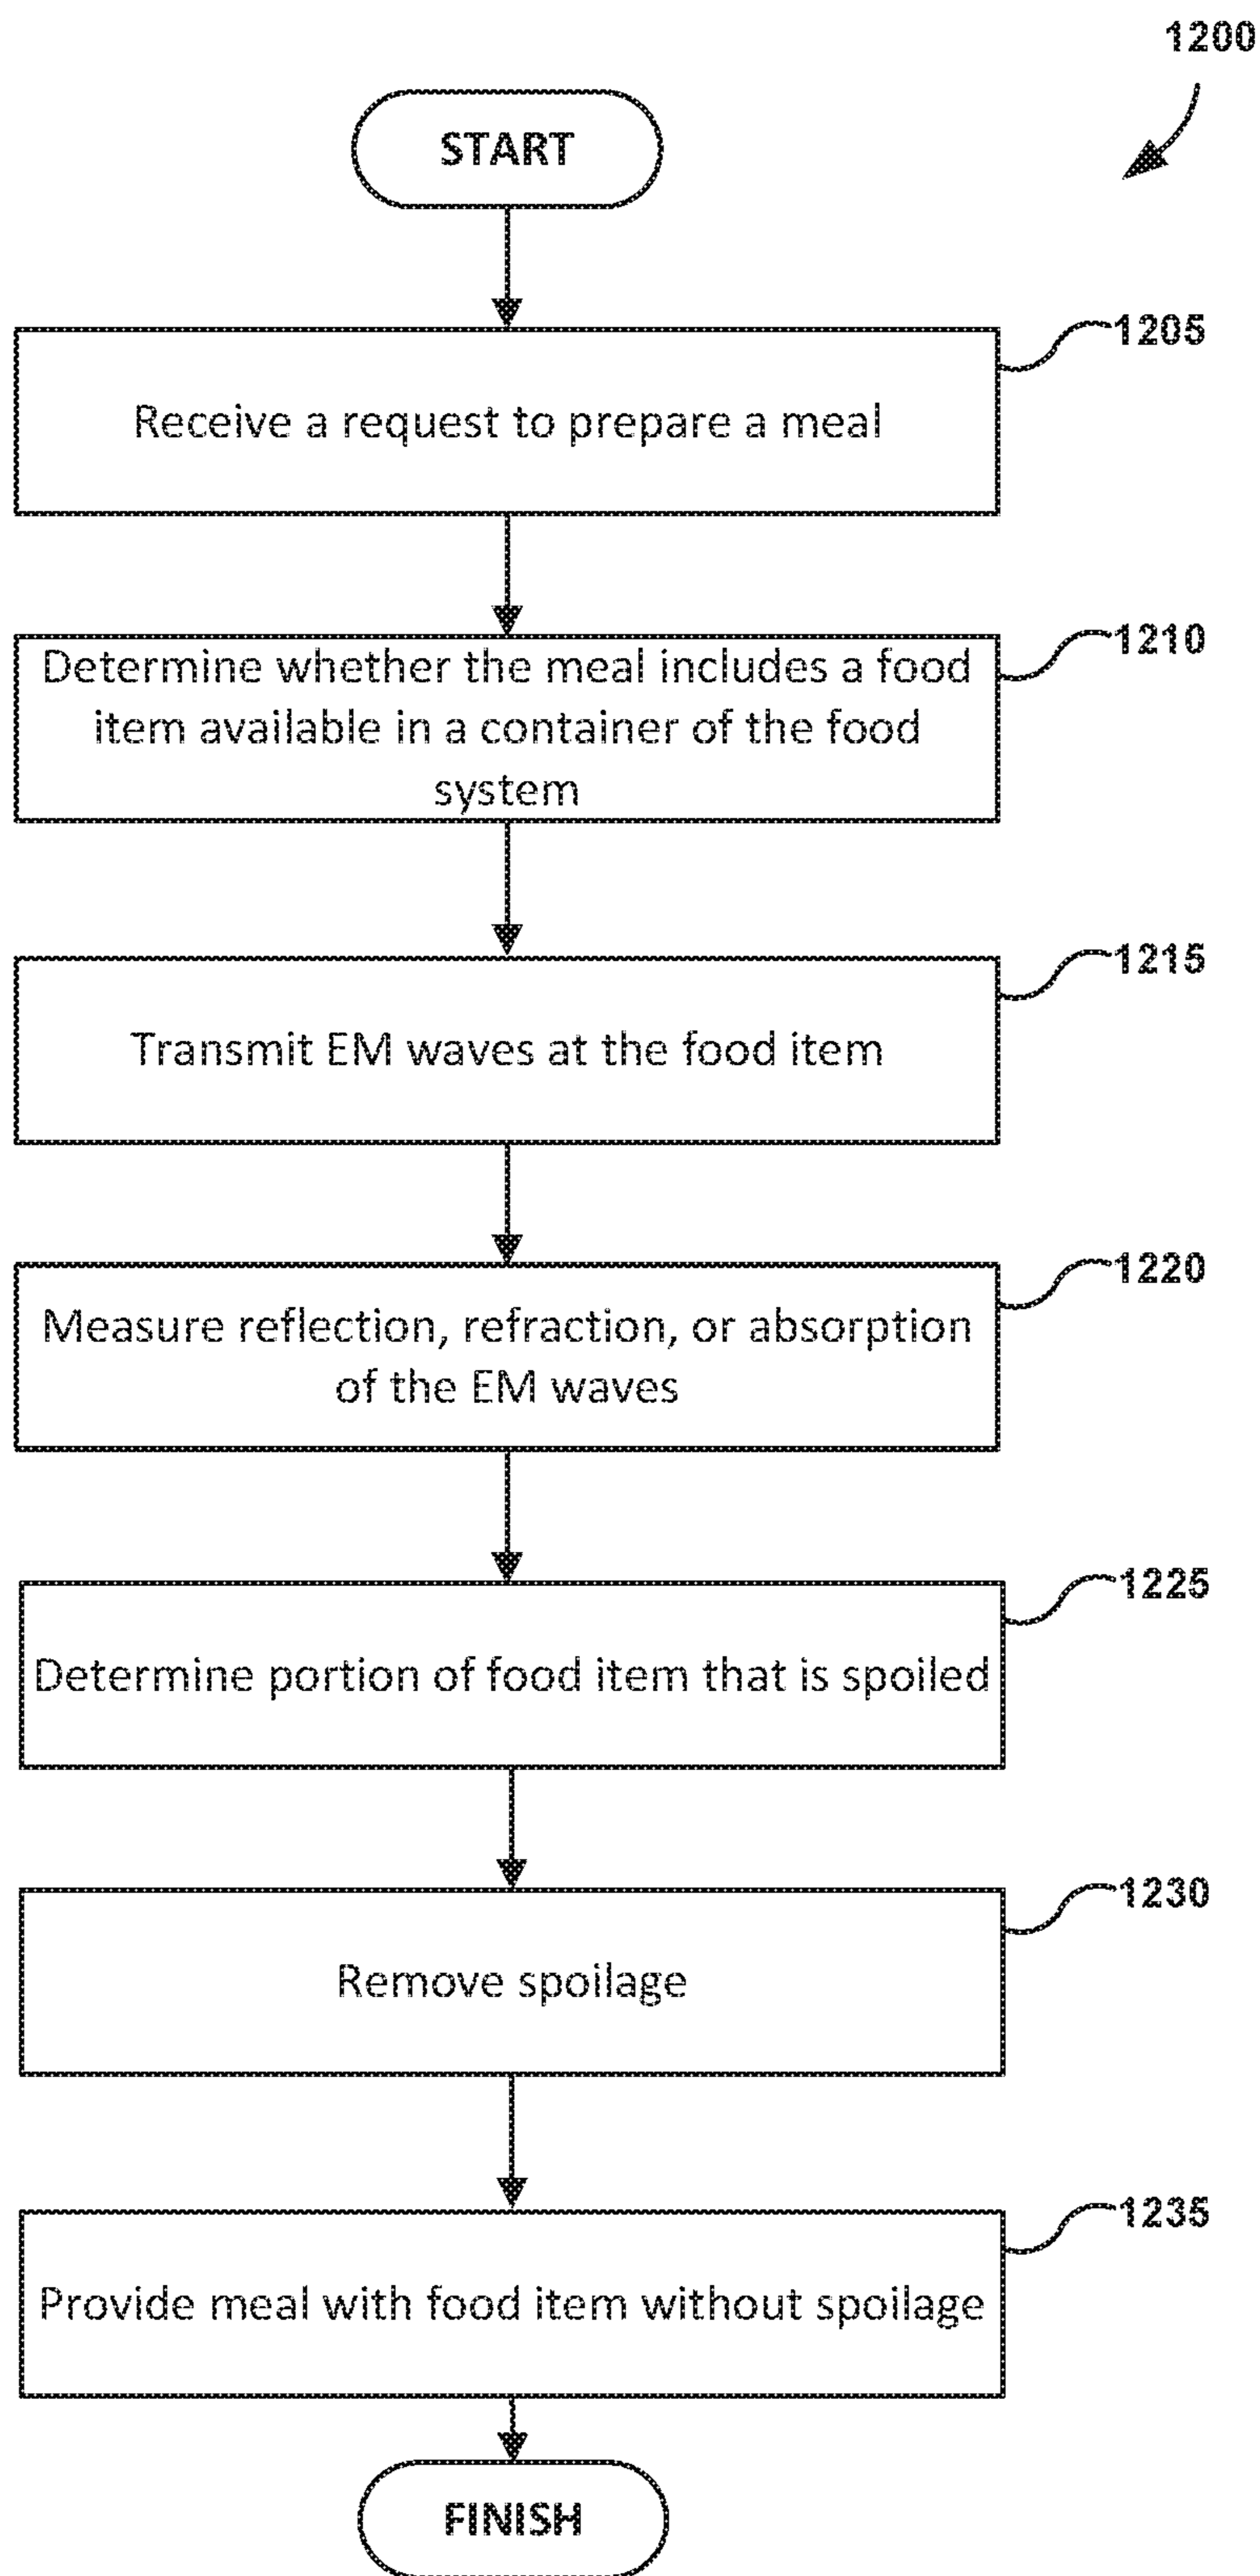 1200
START
1205
Receive a request to prepare a meal
1210
Determine whether the meal includes a food
item available in a container of the food
system
1215
Transmit EM waves at the food item
1220
Measure reflection, refraction, or absorption
of the EM waves
1225
Determine portion of food item that is spoiled
1230
Remove spoilage
1235
Provide meal with food item without spoilage
FINISH